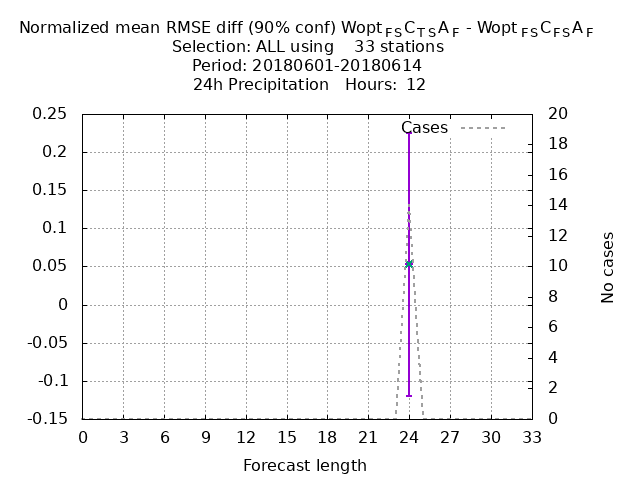 Normalized mean RMSE diff (90% conf) Wopt FS C TS A F - Wopt FS C FS A F
Selection: ALL using 33 stations
Period: 20180601-20180614
24h Precipitation Hours: 12
Cases
0.25
0.2
0.15
0.1
0.05
0
-0.05
-0.1
-0.15
20
18
16
14
12
10
8
6
4
2
0
No cases
0 3 6 9 12 15 18 21 24 27 30 33
Forecast length